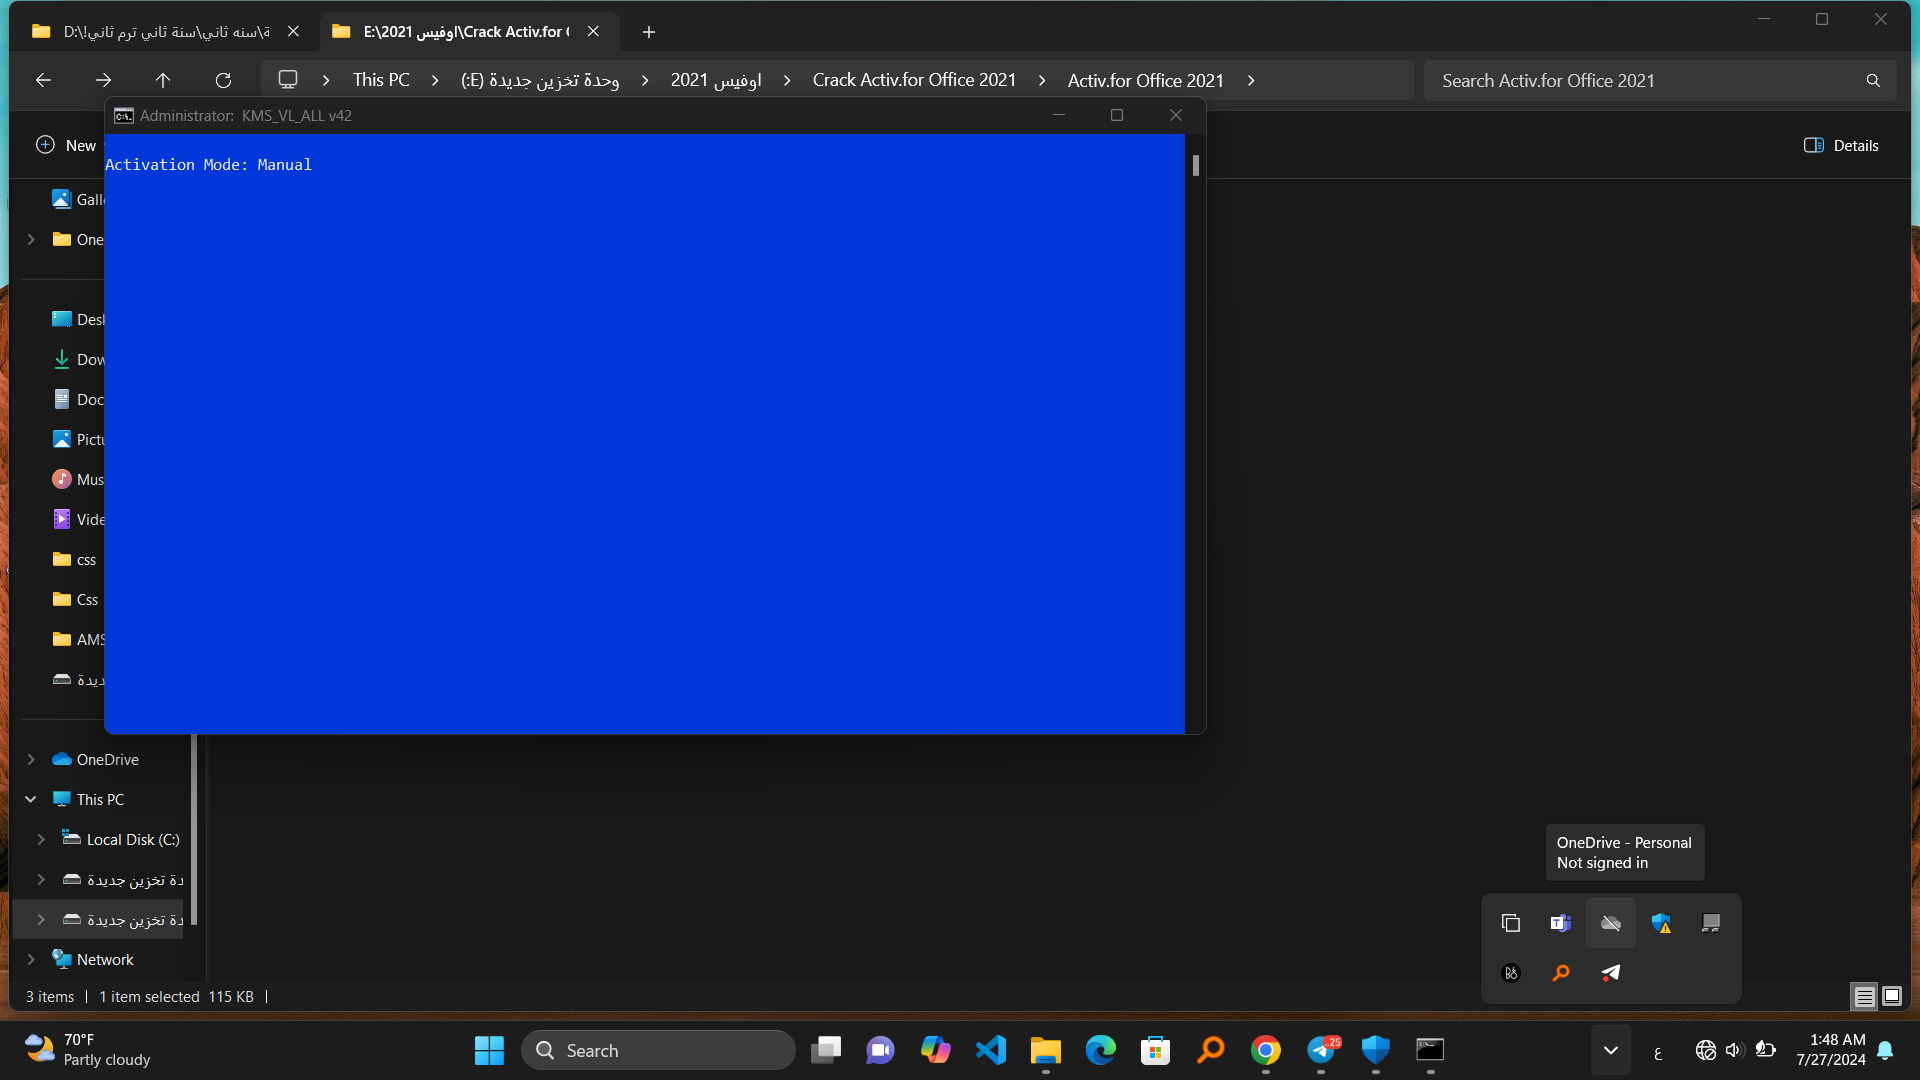 D:\!ة\سنه ثاني\سنة ثاني ترم ثاني
E:\اوفيس 2021\Crack Activ.for
This PC
وحدة تخزين جديدة (E:)
اوفيس 2021
Crack Activ.for Office 2021
Activ.for Office 2021
Search Activ.for Office 2021
Administrator: KMS_VL_ALL v42
New
Details
Activation Mode: Manual
Gall
One
Desk
Dow
Doc
Pictu
Mus
Vide
css
Css
AMS
ديدة
OneDrive
This PC
Local Disk (C:)
دة تخزين جديدة
دة تخزين جديدة
Network
3 items
1 item selected 115 KB
OneDrive - Personal
Not signed in
70°F
Partly cloudy
Search
25
ع
1:48 AM
7/27/2024